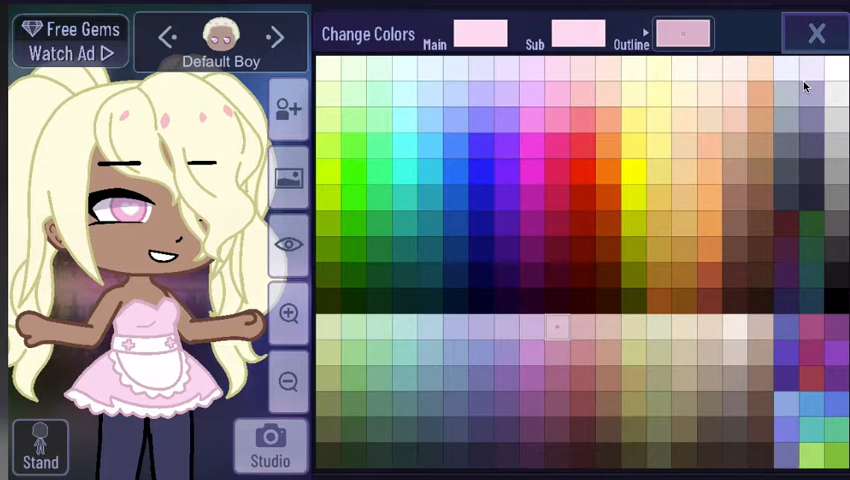 Free Gems
Watch Ad
Default Boy
Change Colors
Main
Sub
Outline
Stand
Studio